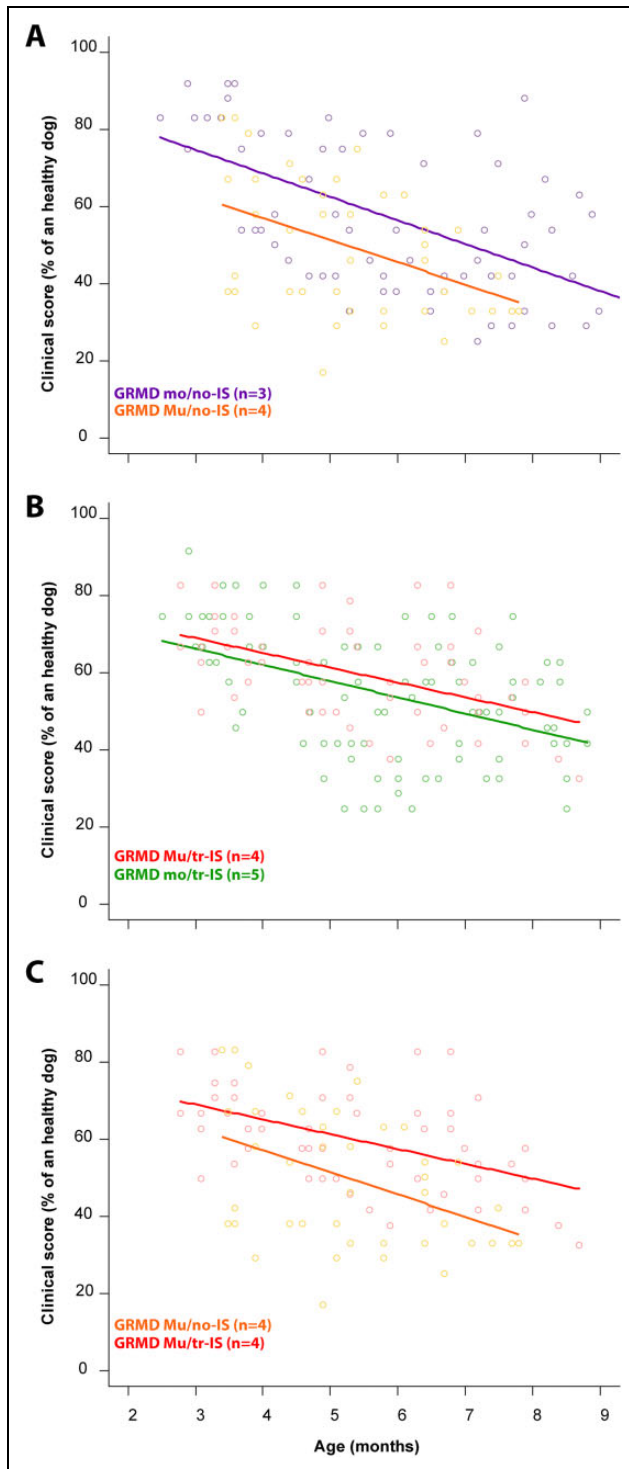 A
100
80
60
40
20
0
Clinical score (% of an healthy dog)
GRMD mo/no-IS (n=3)
GRMD Mu/no-IS (n=4)
B
100
80
60
40
20
0
Clinical score (% of an healthy dog)
GRMD Mu/tr-IS (n=4)
GRMD mo/tr-IS (n=5)
C
100
80
60
40
20
0
Clinical score (% of an healthy dog)
GRMD Mu/no-IS (n=4)
GRMD Mu/tr-IS (n=4)
2 3 4 5 6 7 8 9
Age (months)